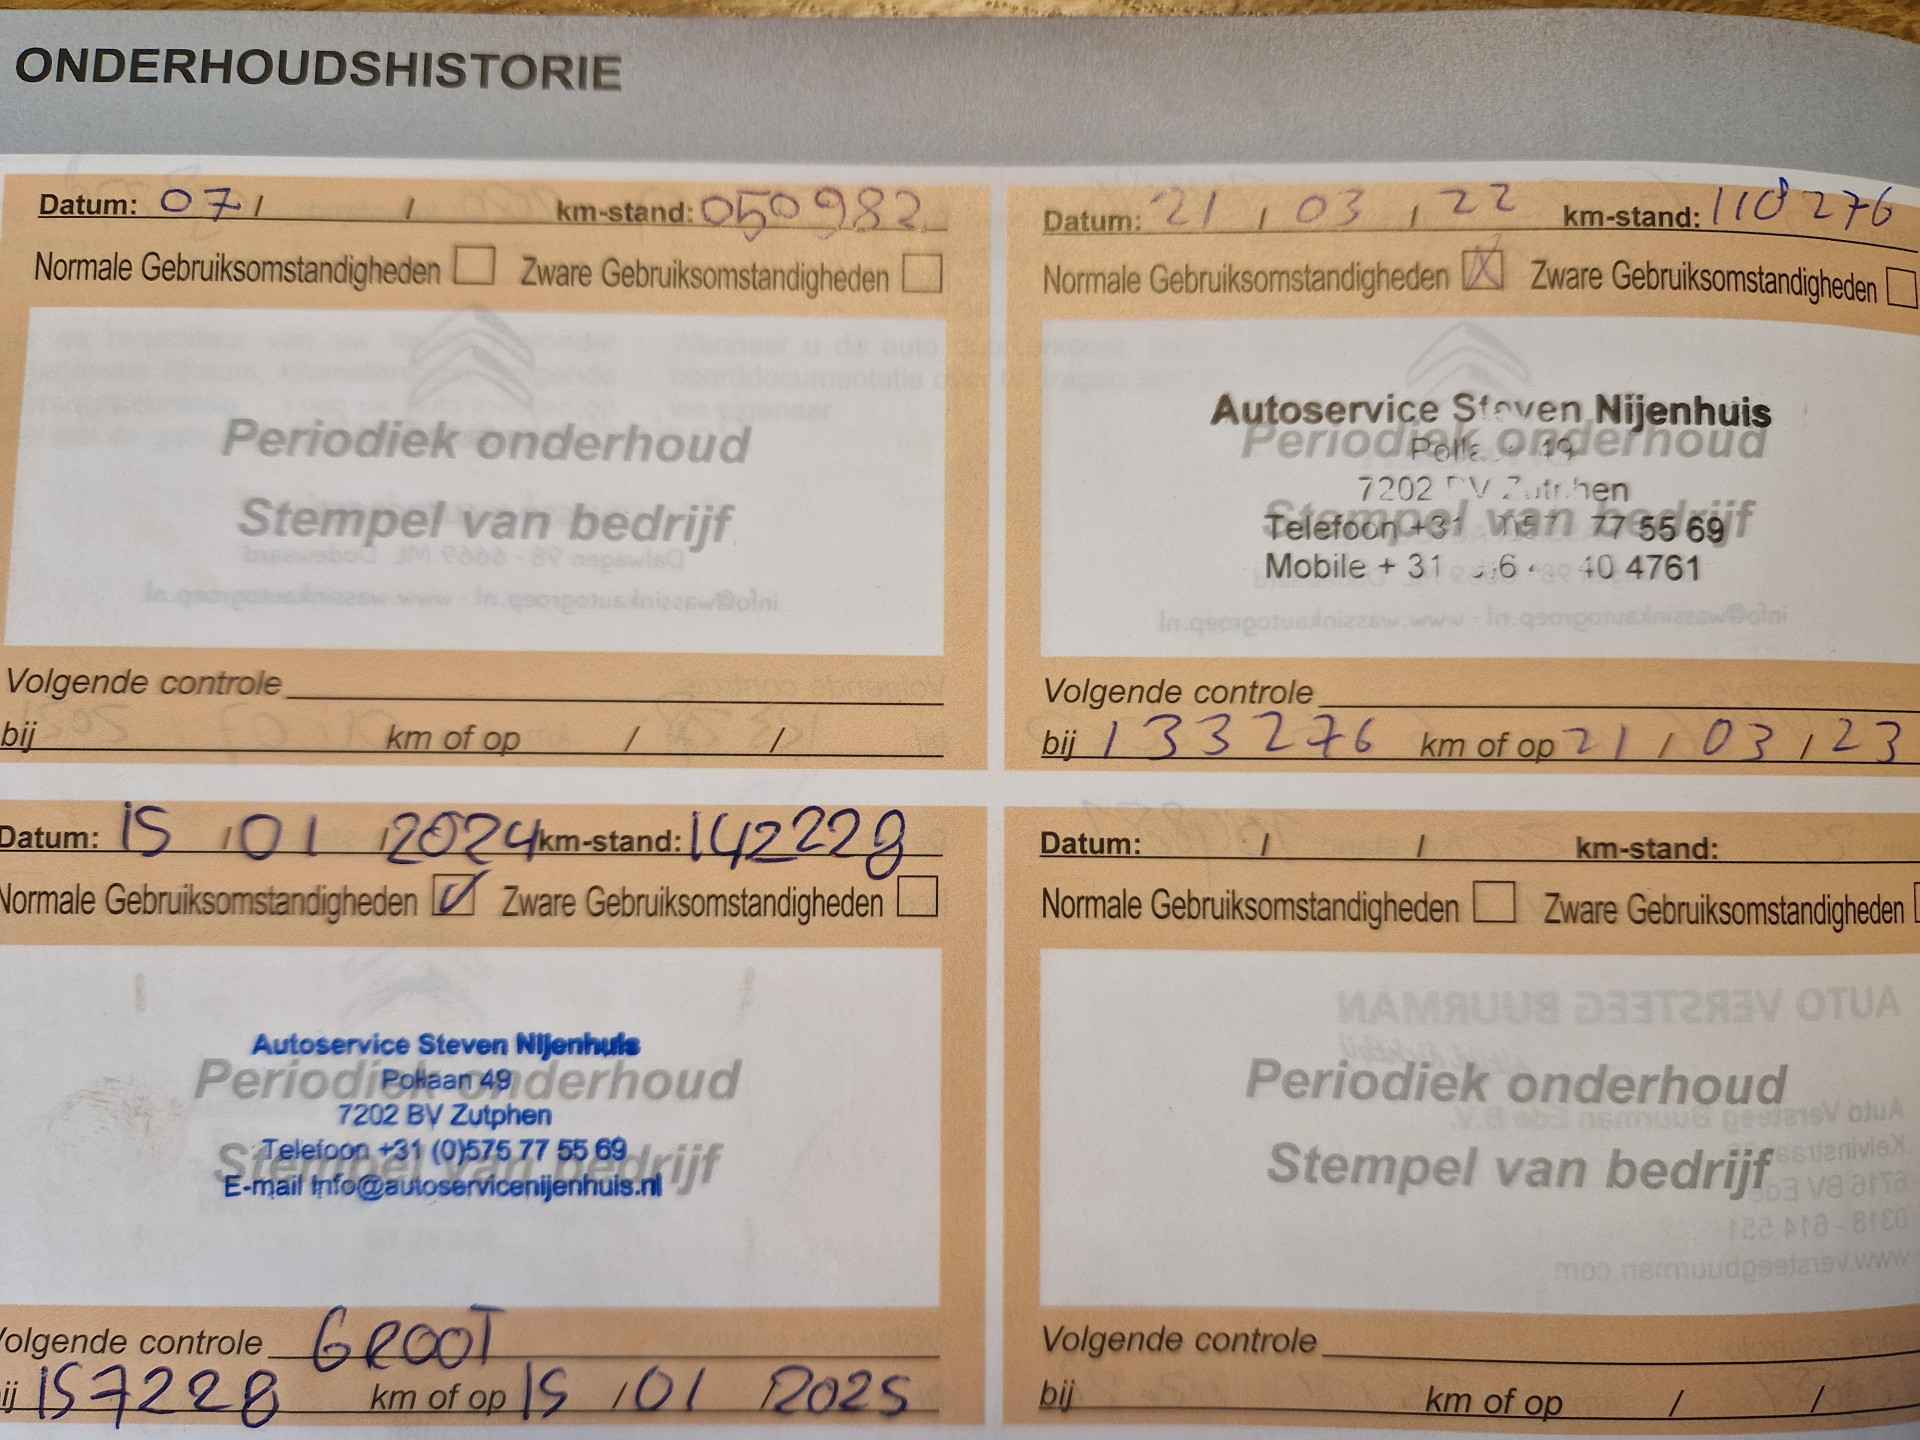 ONDERHOUDSHISTORIE
Datum: 07/ / km-stand: 050982
Normale Gebruiksomstandigheden Zware Gebruiksomstandigheden
Periodiek onderhoud
Stempel van bedrijf
Volgende controle
bij km of op / /
Datum: 21 / 03 / 22 km-stand: 118276
Normale Gebruiksomstandigheden Zware Gebruiksomstandigheden
Autoservice Steven Nijenhuis
Periodiek onderhoud
7202 BV Zutphen
Stempel van bedrijf
Telefoon +31 77 55 69
Mobile + 31 40 4761
Volgende controle
bij 133276 km of op 21 / 03 / 23
Datum: 15 / 01 / 2024 km-stand: 142228
Normale Gebruiksomstandigheden Zware Gebruiksomstandigheden
Autoservice Steven Nijenhuis
Periodiek onderhoud
Pollaan 49
7202 BV Zutphen
Telefoon +31 (0)575 77 55 69
Stempel van bedrijf
E-mail Info@autoservicenijenhuis.nl
Volgende controle GROOT
ij 157228 km of op 15 / 01 / 2025
Datum: / / km-stand:
Normale Gebruiksomstandigheden Zware Gebruiksomstandigheden
Periodiek onderhoud
Stempel van bedrijf
Volgende controle
bij km of op / /